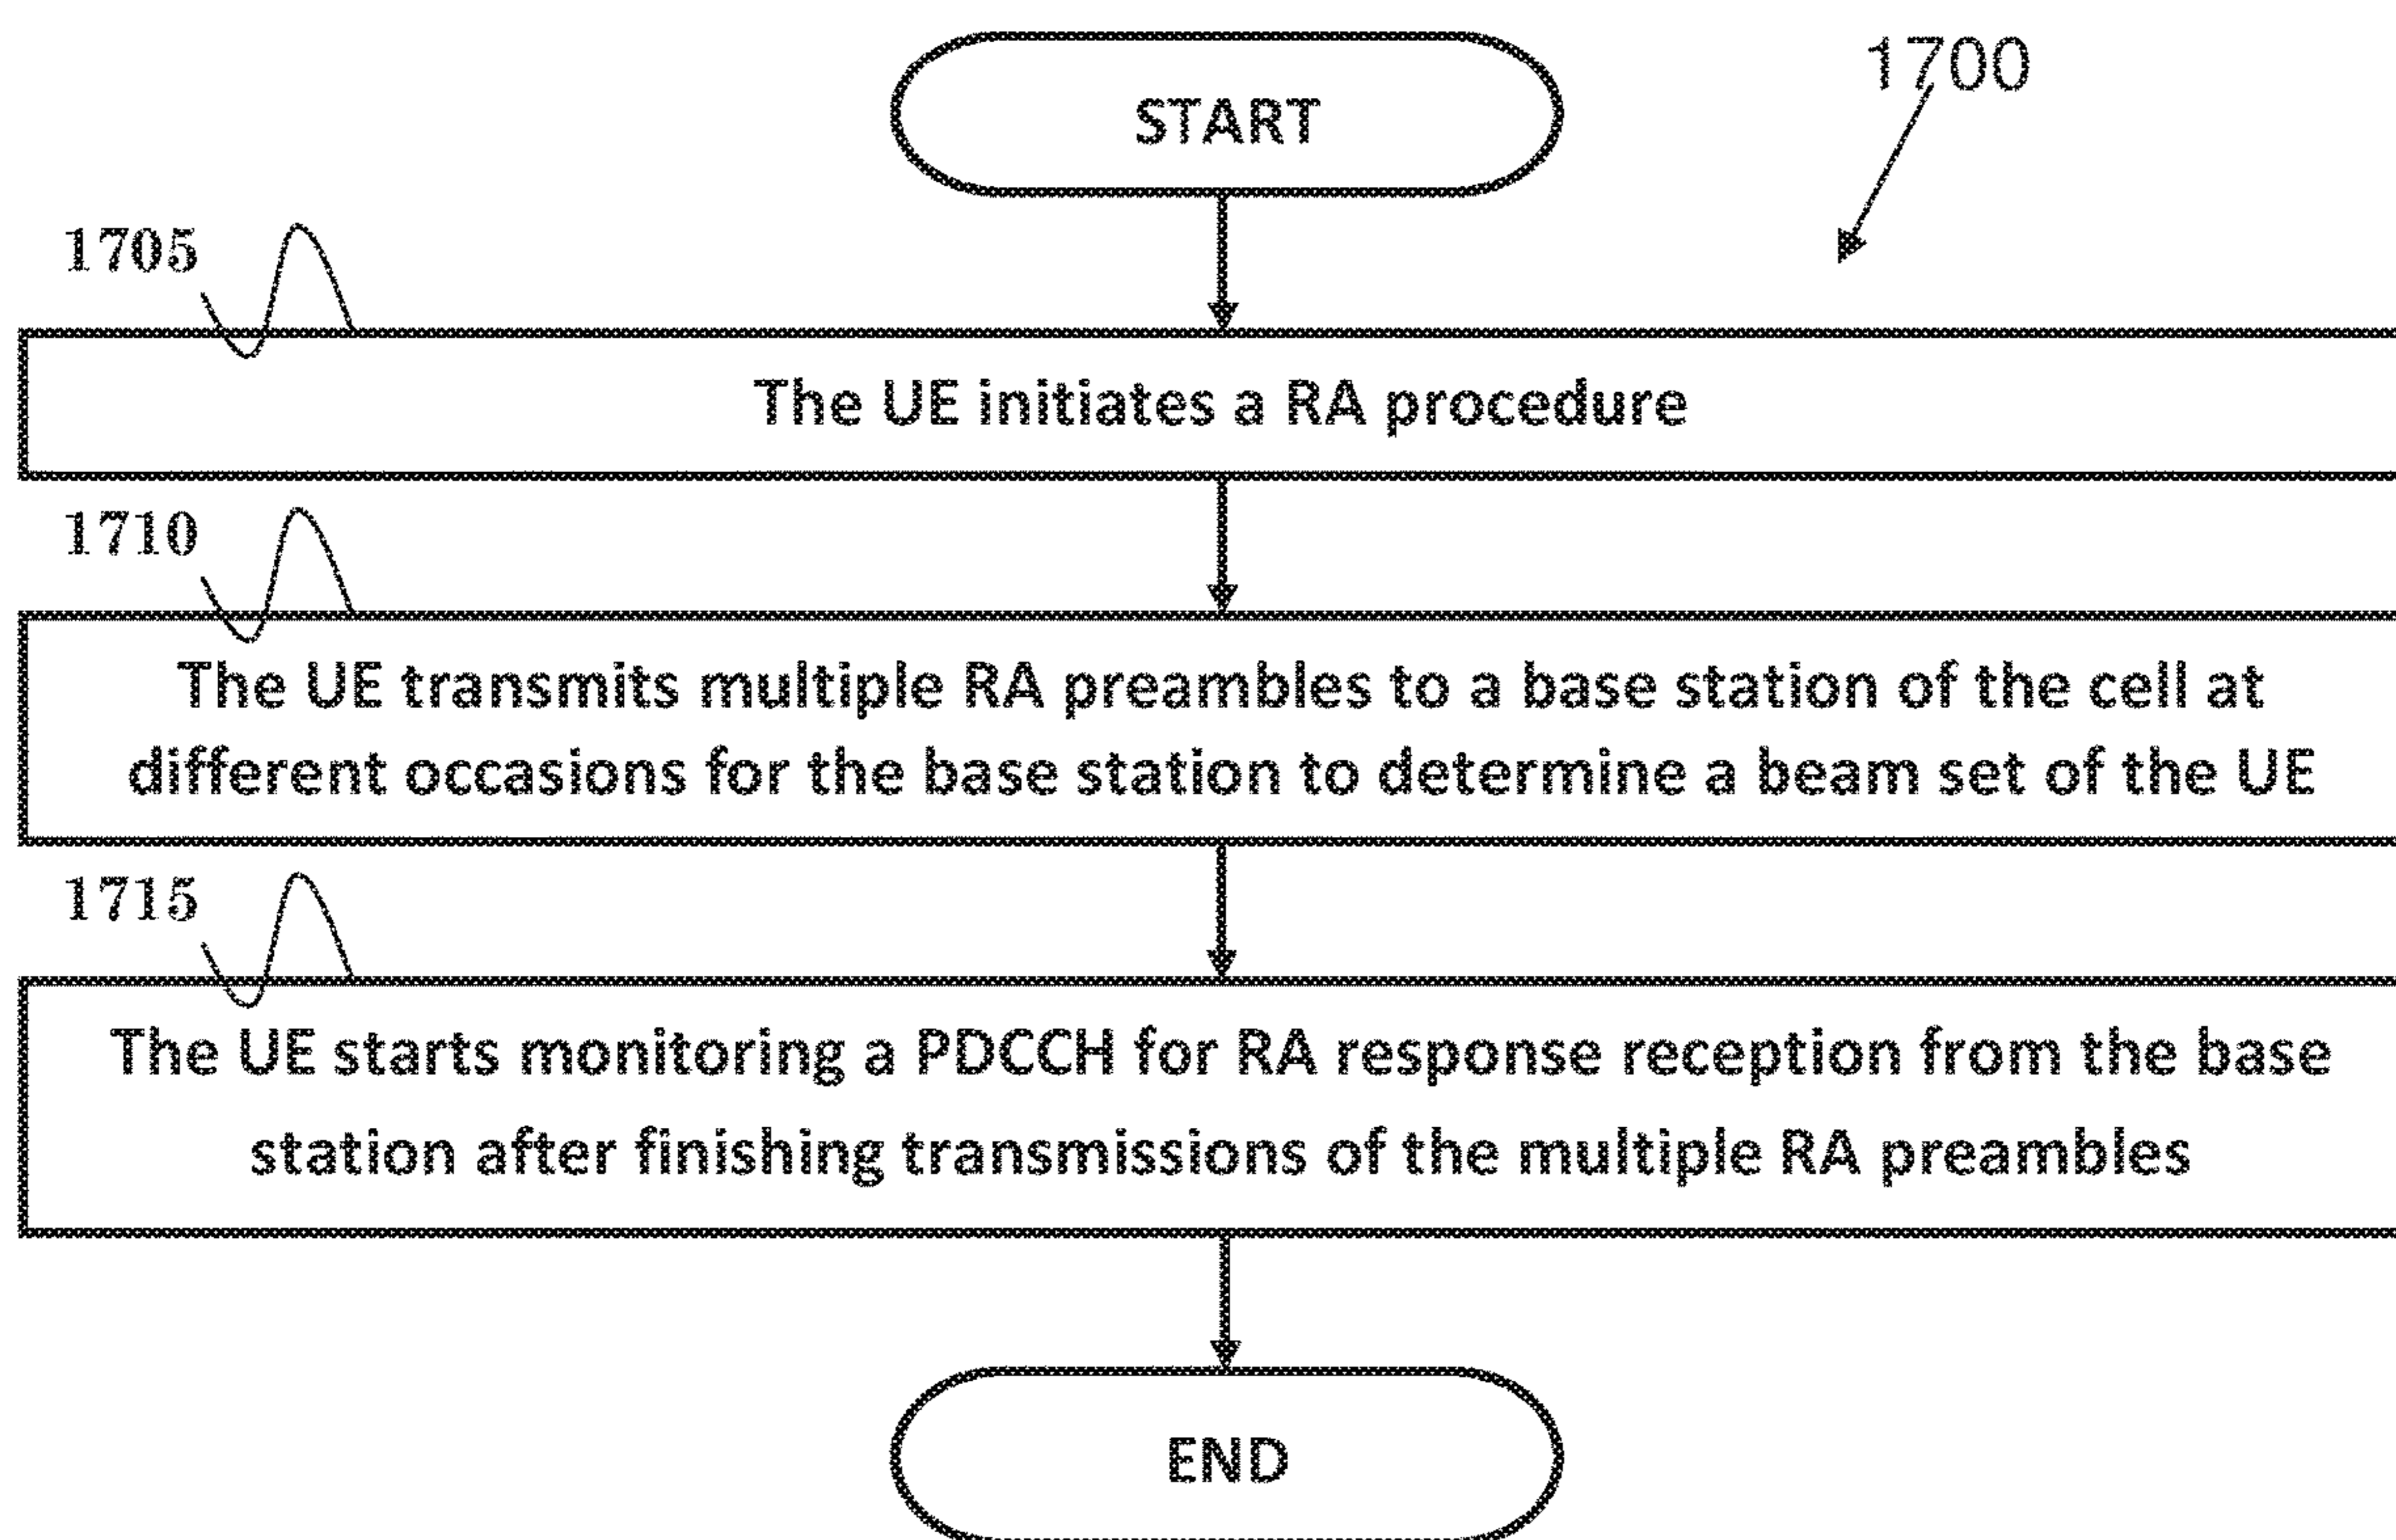 START
1700
1705
The UE initiates a RA procedure
1710
The UE transmits multiple RA preambles to a base station of the cell at
different occasions for the base station to determine a beam set of the UE
1715
The UE starts monitoring a PDCCH for RA response reception from the base
station after finishing transmissions of the multiple RA preambles
END